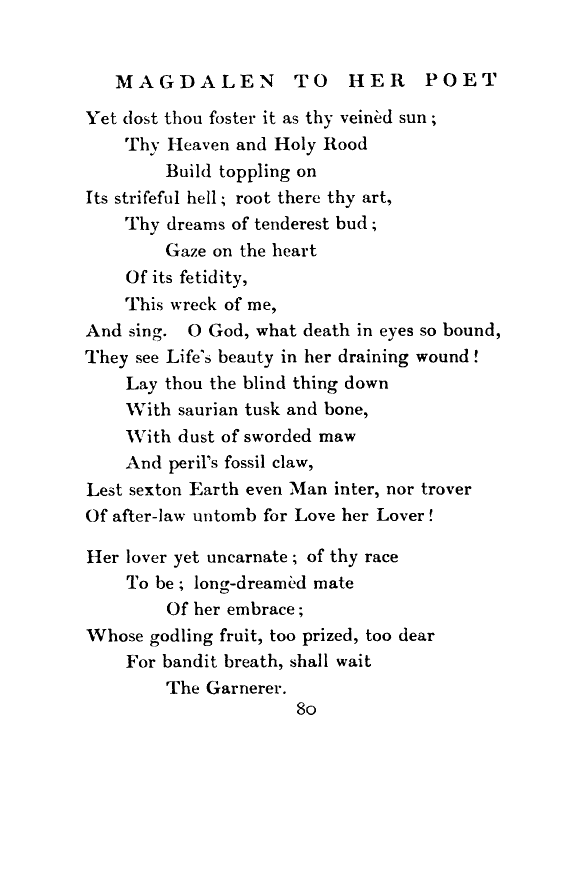 MAGDALEN TO HER POET
Yet dost thou foster it as thy veinèd sun ;
Thy Heaven and Holy Rood
Build toppling on
Its strifeful hell ; root there thy art,
Thy dreams of tenderest bud ;
Gaze on the heart
Of its fetidity,
This wreck of me,
And sing. O God, what death in eyes so bound,
They see Life's beauty in her draining wound !
Lay thou the blind thing down
With saurian tusk and bone,
With dust of sworded maw
And peril's fossil claw,
Lest sexton Earth even Man inter, nor trover
Of after-law untomb for Love her Lover !
Her lover yet uncarnate ; of thy race
To be ; long-dreamèd mate
Of her embrace ;
Whose godling fruit, too prized, too dear
For bandit breath, shall wait
The Garnerer.
80